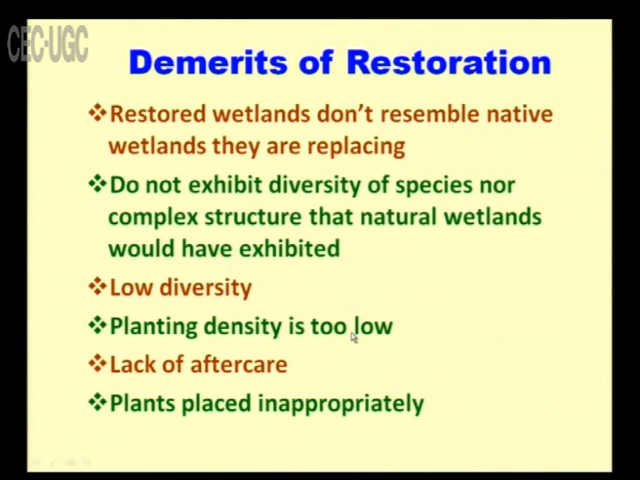 CEC-UGC
Demerits of Restoration
❖Restored wetlands don't resemble native
wetlands they are replacing
❖Do not exhibit diversity of species nor
complex structure that natural wetlands
would have exhibited
❖Low diversity
❖Planting density is too low
❖Lack of aftercare
❖Plants placed inappropriately